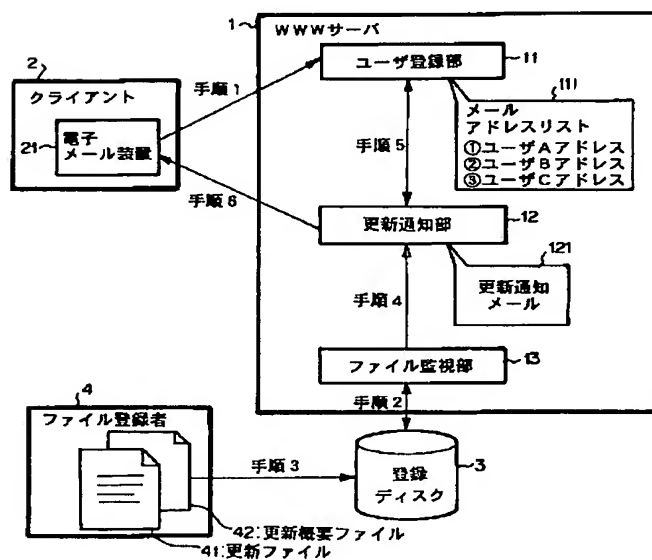 1 WWWサーバ
ユーザ登録部
11
2
クライアント
手順1
111
メール
アドレスリスト
①ユーザAアドレス
②ユーザBアドレス
③ユーザCアドレス
21
電子
メール装置
手順5
手順6
更新通知部
12
121
更新通知
メール
手順4
ファイル監視部
13
手順2
4
ファイル登録者
手順3
登録
ディスク
3
42:更新概要ファイル
41:更新ファイル